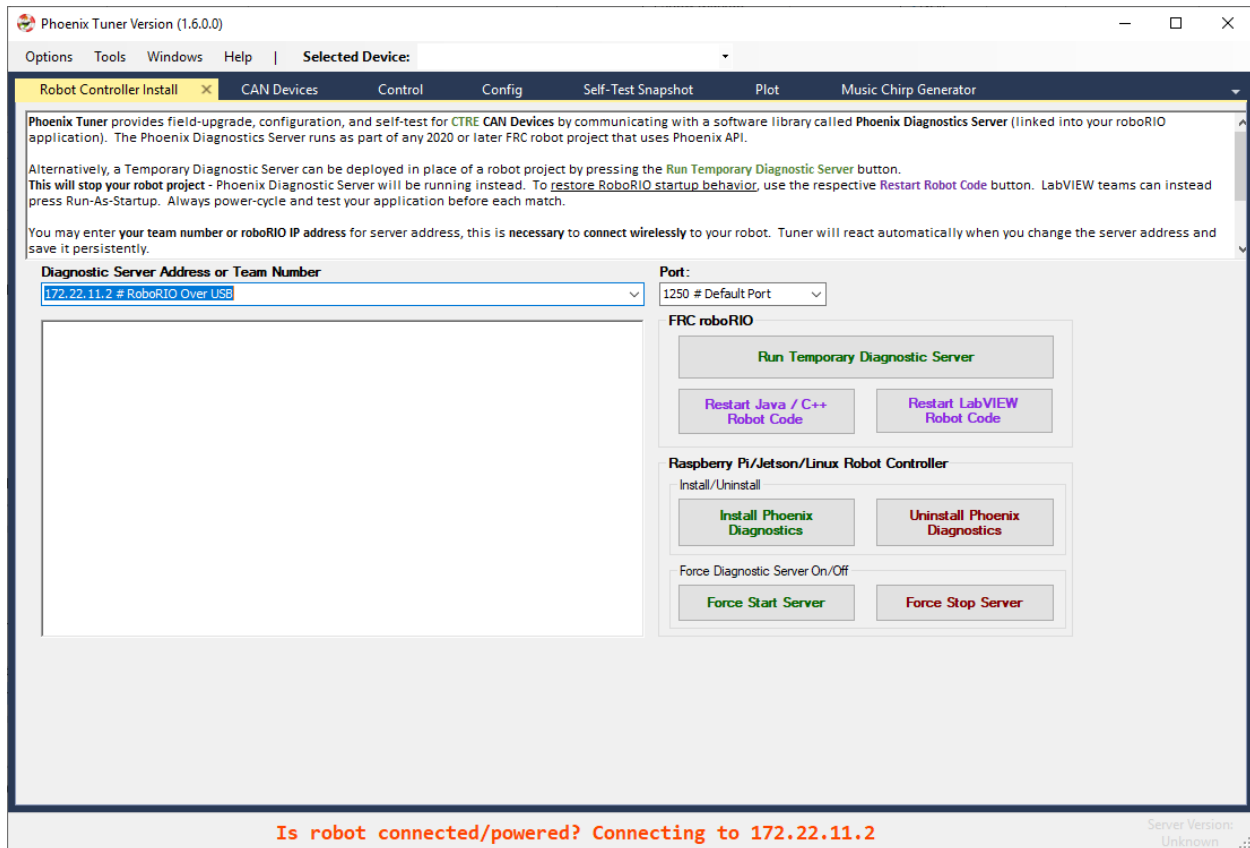 Phoenix Tuner Version (1.6.0.0)
Options Tools Windows Help | Selected Device:
Robot Controller Install CAN Devices Control Config Self-Test Snapshot Plot Music Chirp Generator
Phoenix Tuner provides field-upgrade, configuration, and self-test for CTRE CAN Devices by communicating with a software library called Phoenix Diagnostics Server (linked into your roboRIO
application). The Phoenix Diagnostics Server runs as part of any 2020 or later FRC robot project that uses Phoenix API.
Alternatively, a Temporary Diagnostic Server can be deployed in place of a robot project by pressing the Run Temporary Diagnostic Server button.
This will stop your robot project - Phoenix Diagnostic Server will be running instead. To restore RoboRIO startup behavior, use the respective Restart Robot Code button. LabVIEW teams can instead
press Run-As-Startup. Always power-cycle and test your application before each match.
You may enter your team number or roboRIO IP address for server address, this is necessary to connect wirelessly to your robot. Tuner will react automatically when you change the server address and
save it persistently.
Diagnostic Server Address or Team Number
172.22.11.2 # RoboRIO Over USB
Port:
1250 # Default Port
FRC roboRIO
Run Temporary Diagnostic Server
Restart Java / C++
Robot Code
Restart LabVIEW
Robot Code
Raspberry Pi/Jetson/Linux Robot Controller
Install/Uninstall
Install Phoenix
Diagnostics
Uninstall Phoenix
Diagnostics
Force Diagnostic Server On/Off
Force Start Server
Force Stop Server
Is robot connected/powered? Connecting to 172.22.11.2
Server Version:
Unknown